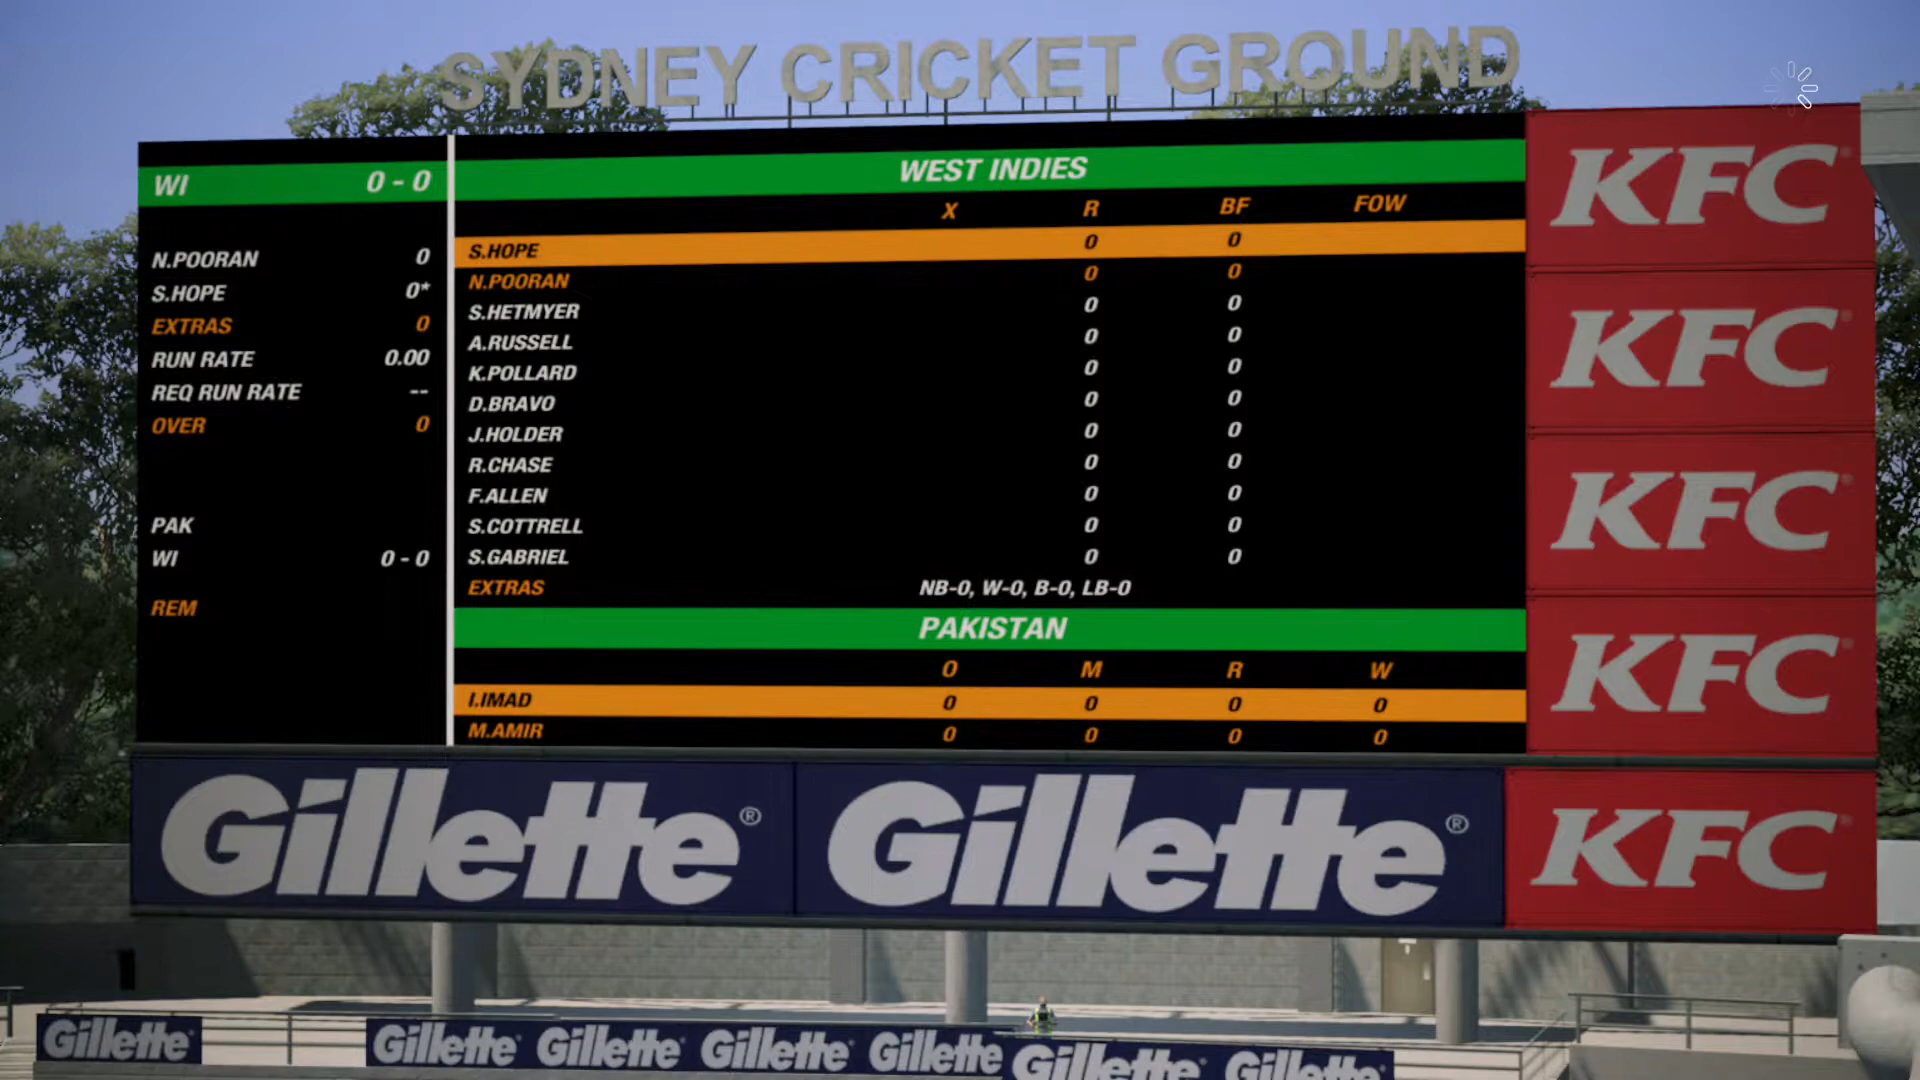 SYDNEY CRICKET GROUND
WI 0 - 0
N.POORAN 0
S.HOPE 0*
EXTRAS 0
RUN RATE 0.00
REQ RUN RATE --
OVER 0
PAK
WI 0 - 0
REM
WEST INDIES
X R BF FOW
S.HOPE 0 0
N.POORAN 0 0
S.HETMYER 0 0
A.RUSSELL 0 0
K.POLLARD 0 0
D.BRAVO 0 0
J.HOLDER 0 0
R.CHASE 0 0
F.ALLEN 0 0
S.COTTRELL 0 0
S.GABRIEL 0 0
EXTRAS NB-0, W-0, B-0, LB-0
PAKISTAN
O M R W
I.IMAD 0 0 0 0
M.AMIR 0 0 0 0
KFC
KFC
KFC
KFC
Gillette® Gillette® KFC
Gillette Gillette Gillette Gillette Gillette Gillette Gillette